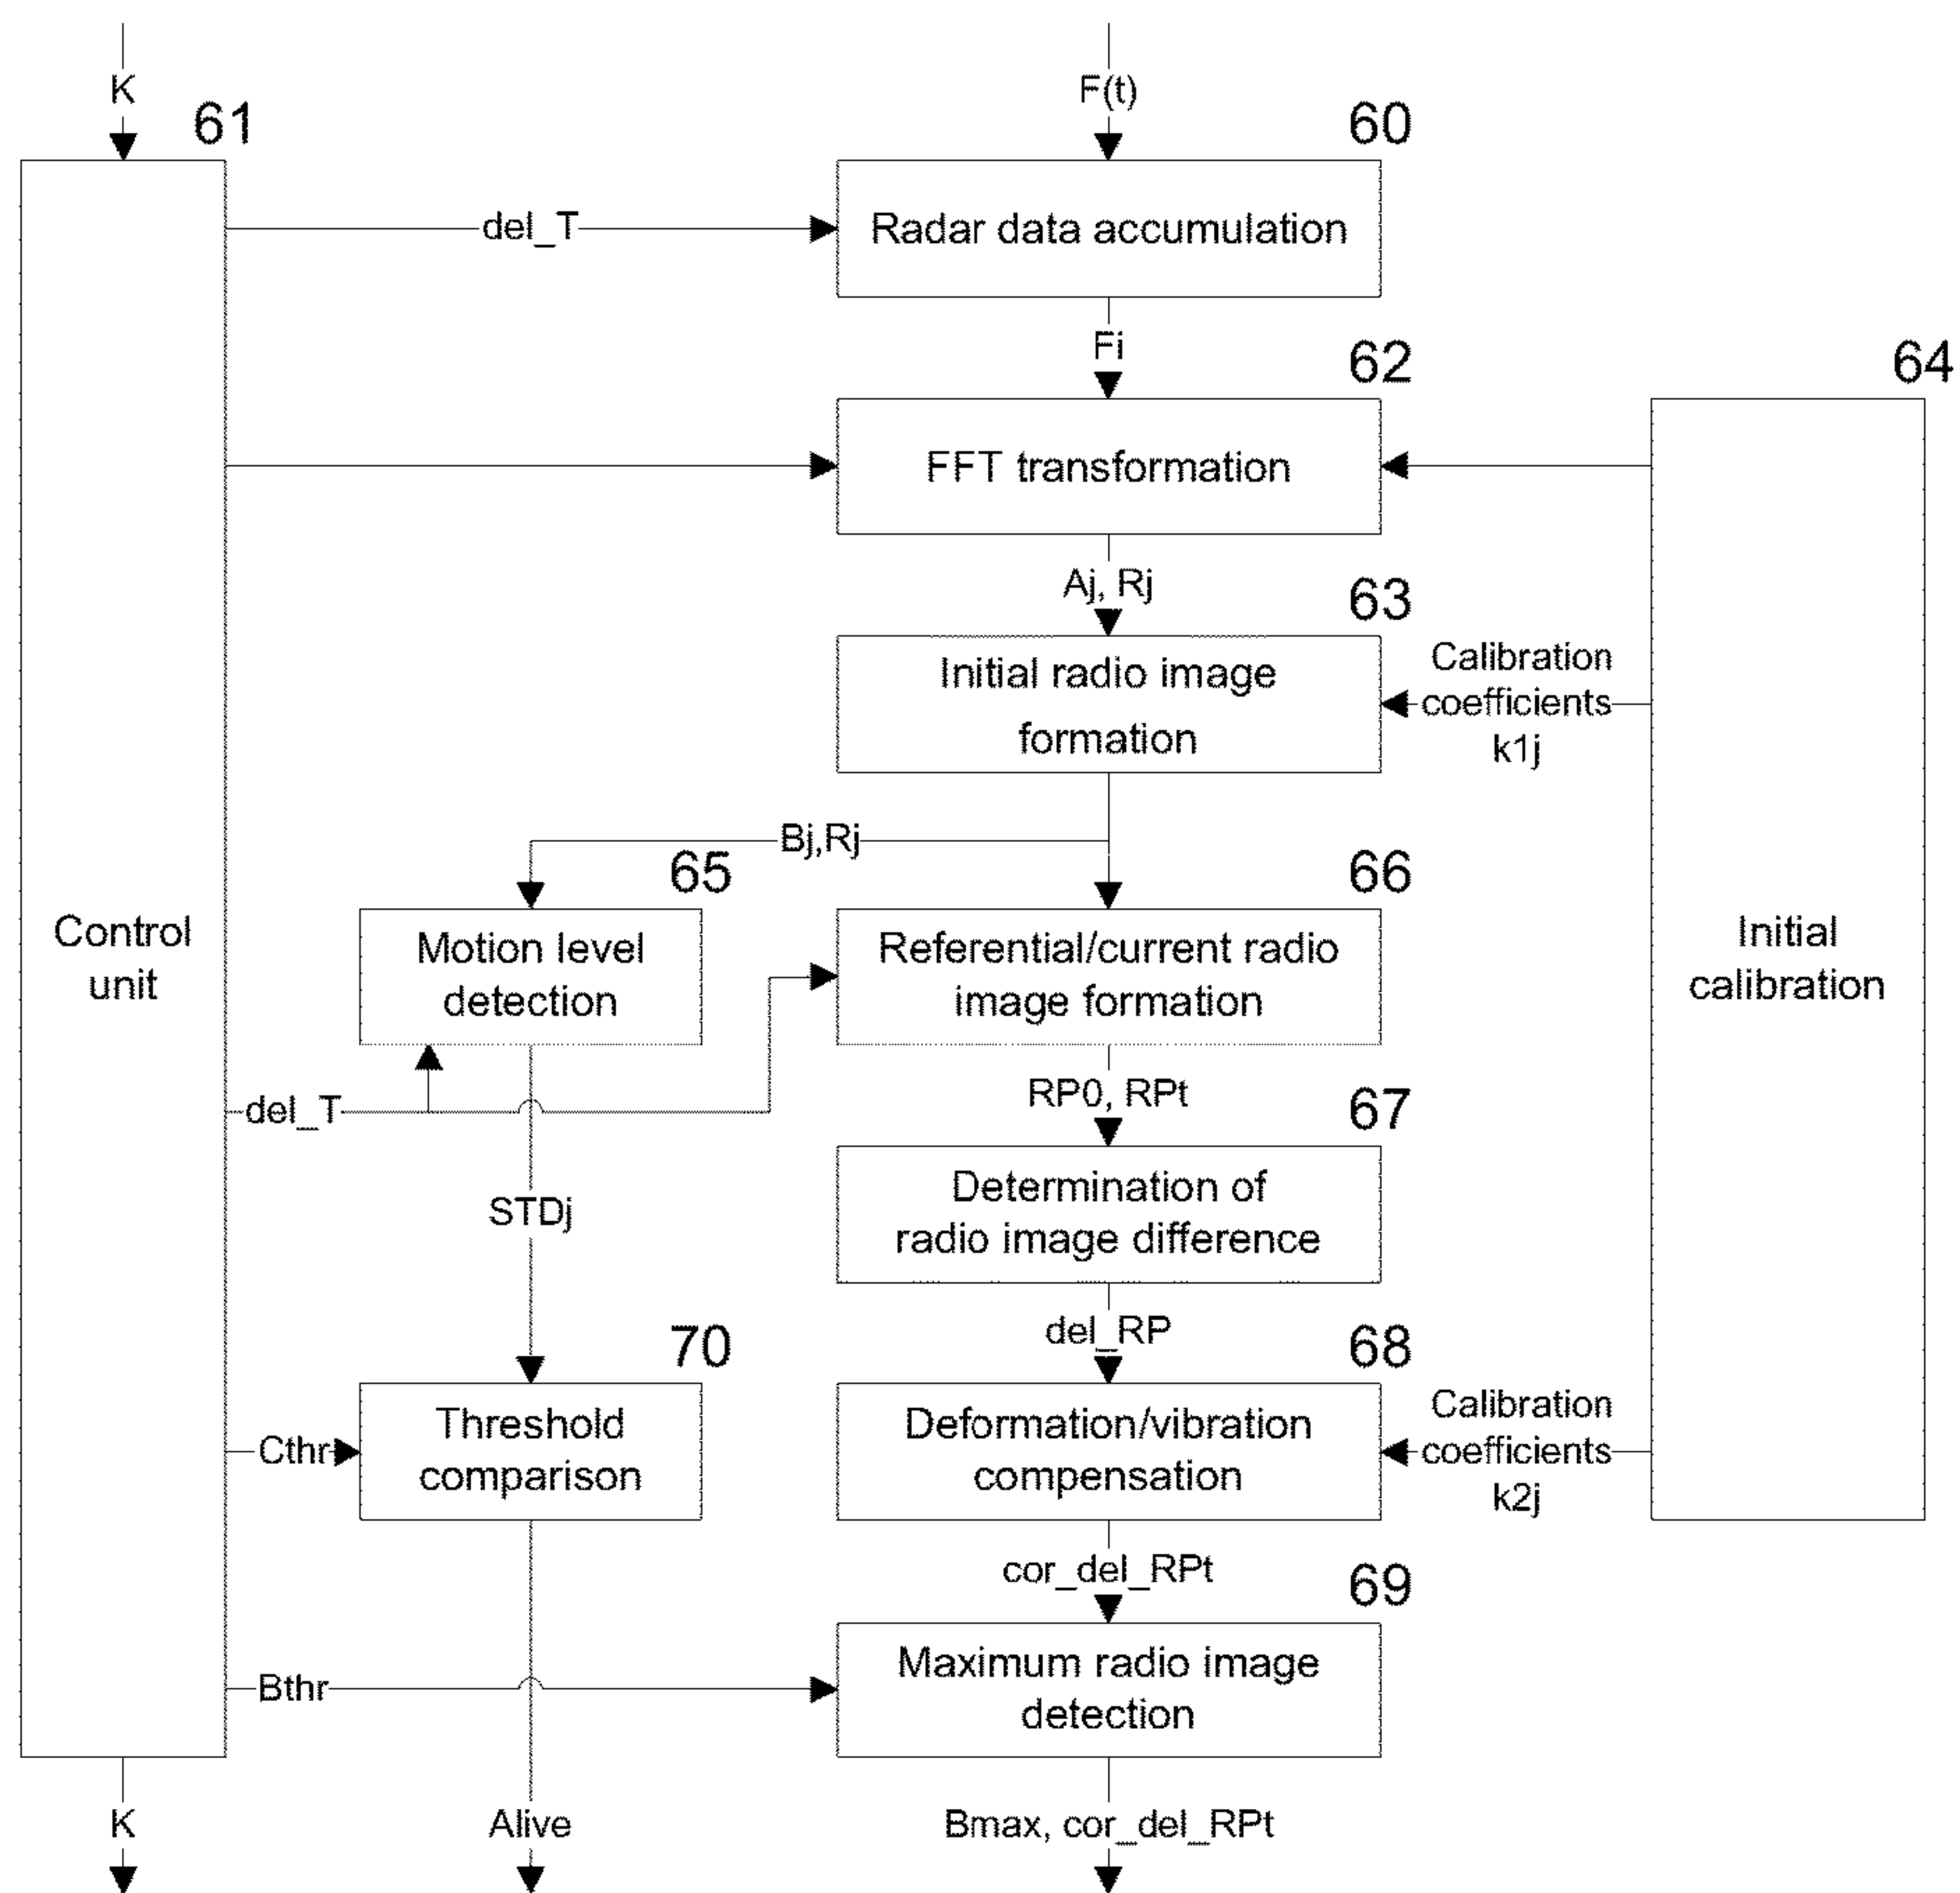 K
F(t)
61
60
del_T
Radar data accumulation
Fi
62
64
FFT transformation
Aj, Rj
63
Initial radio image
formation
Calibration
coefficients
k1j
Bj,Rj
65
66
Control
unit
Motion level
detection
Referential/current radio
image formation
Initial
calibration
del_T
RP0, RPt
67
STDj
Determination of
radio image difference
del_RP
70
68
Cthr
Threshold
comparison
Deformation/vibration
compensation
Calibration
coefficients
k2j
cor_del_RPt
69
Bthr
Maximum radio image
detection
K
Alive
Bmax, cor_del_RPt